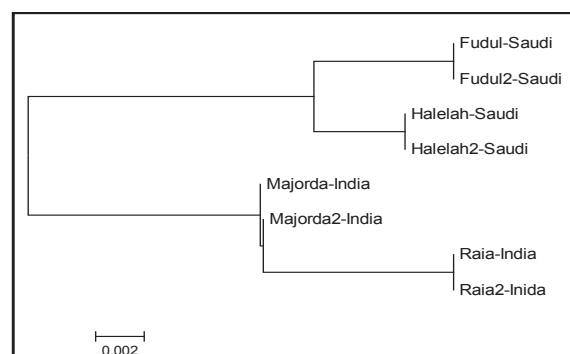 Fudul-Saudi
Fudul2-Saudi
Halelah-Saudi
Halelah2-Saudi
Majorda-India
Majorda2-India
Raia-India
Raia2-Inida
0.002